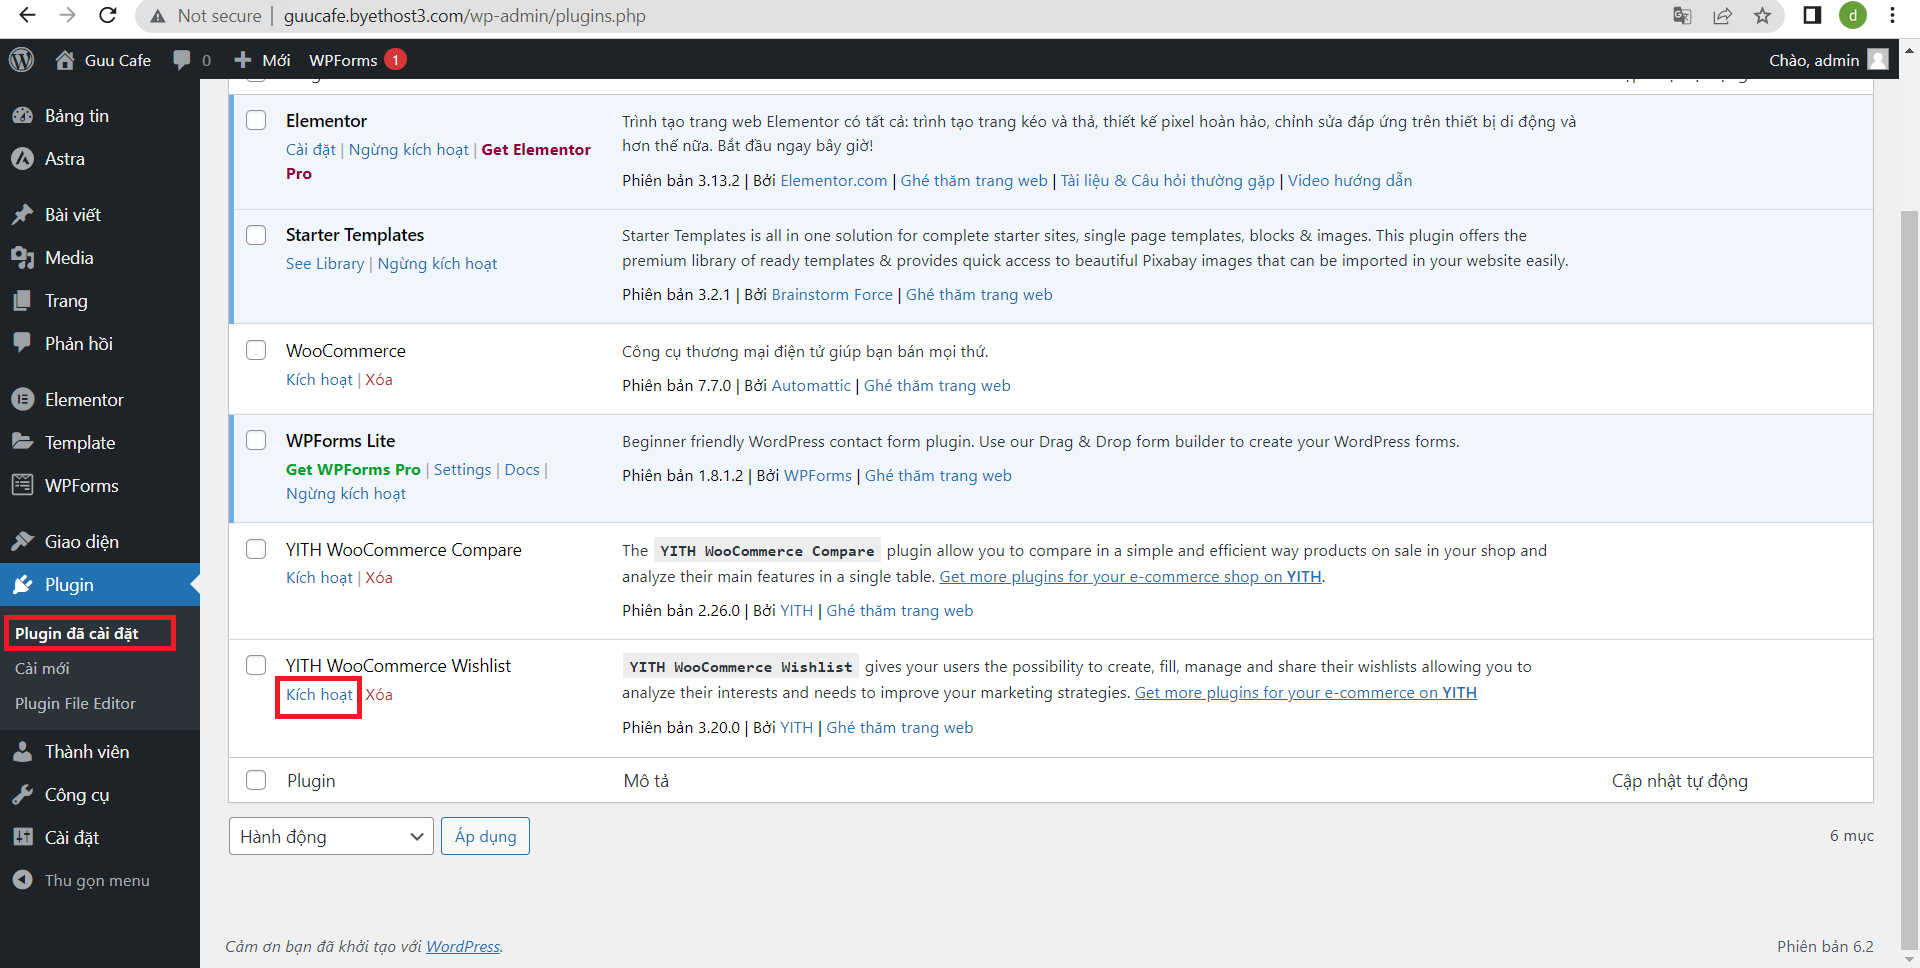 Not secure | guucafe.byethost3.com/wp-admin/plugins.php
d
Guu Cafe 0 Mới WPForms 1 Chào, admin
Bảng tin
Astra
Bài viết
Media
Trang
Phản hồi
Elementor
Template
WPForms
Giao diện
Plugin
Plugin đã cài đặt
Cài mới
Plugin File Editor
Thành viên
Công cụ
Cài đặt
Thu gọn menu
Elementor
Cài đặt | Ngừng kích hoạt | Get Elementor
Pro
Trình tạo trang web Elementor có tất cả: trình tạo trang kéo và thả, thiết kế pixel hoàn hảo, chỉnh sửa đáp ứng trên thiết bị di động và
hơn thế nữa. Bắt đầu ngay bây giờ!
Phiên bản 3.13.2 | Bởi Elementor.com | Ghé thăm trang web | Tài liệu & Câu hỏi thường gặp | Video hướng dẫn
Starter Templates
See Library | Ngừng kích hoạt
Starter Templates is all in one solution for complete starter sites, single page templates, blocks & images. This plugin offers the
premium library of ready templates & provides quick access to beautiful Pixabay images that can be imported in your website easily.
Phiên bản 3.2.1 | Bởi Brainstorm Force | Ghé thăm trang web
WooCommerce
Kích hoạt | Xóa
Công cụ thương mại điện tử giúp bạn bán mọi thứ.
Phiên bản 7.7.0 | Bởi Automattic | Ghé thăm trang web
WPForms Lite
Get WPForms Pro | Settings | Docs |
Ngừng kích hoạt
Beginner friendly WordPress contact form plugin. Use our Drag & Drop form builder to create your WordPress forms.
Phiên bản 1.8.1.2 | Bởi WPForms | Ghé thăm trang web
YITH WooCommerce Compare
Kích hoạt | Xóa
The YITH WooCommerce Compare plugin allow you to compare in a simple and efficient way products on sale in your shop and
analyze their main features in a single table. Get more plugins for your e-commerce shop on YITH.
Phiên bản 2.26.0 | Bởi YITH | Ghé thăm trang web
YITH WooCommerce Wishlist
Kích hoạt Xóa
YITH WooCommerce Wishlist gives your users the possibility to create, fill, manage and share their wishlists allowing you to
analyze their interests and needs to improve your marketing strategies. Get more plugins for your e-commerce on YITH
Phiên bản 3.20.0 | Bởi YITH | Ghé thăm trang web
Plugin Mô tả Cập nhật tự động
Hành động Áp dụng 6 mục
Cảm ơn bạn đã khởi tạo với WordPress. Phiên bản 6.2